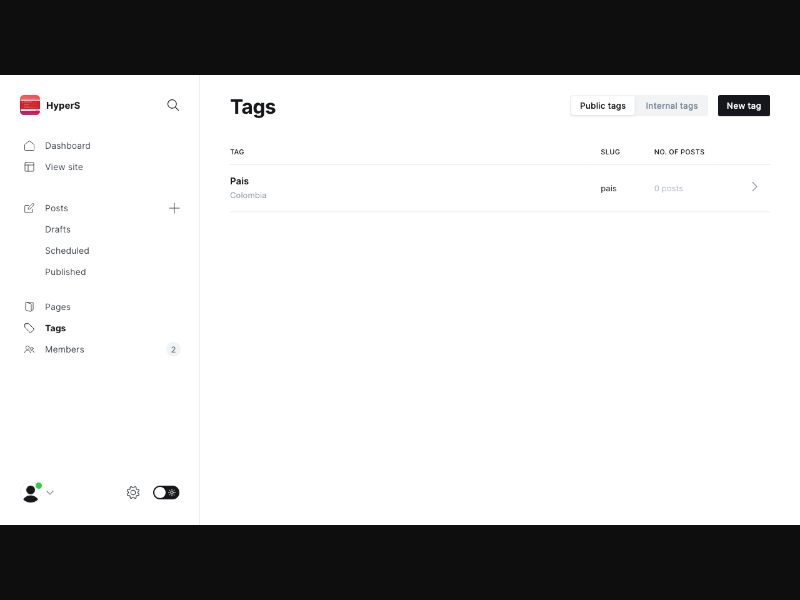 HyperS
Dashboard
View site
Posts
Drafts
Scheduled
Published
Pages
Tags
Members 2
Tags
Public tags Internal tags New tag
TAG SLUG NO. OF POSTS
Pais
Colombia
pais 0 posts